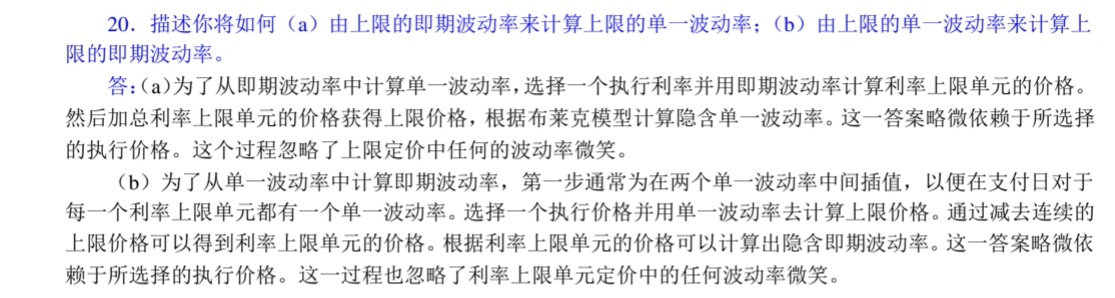 20．描述你将如何（a）由上限的即期波动率来计算上限的单一波动率；（b）由上限的单一波动率来计算上
限的即期波动率。
答：（a）为了从即期波动率中计算单一波动率，选择一个执行利率并用即期波动率计算利率上限单元的价格。
然后加总利率上限单元的价格获得上限价格，根据布莱克模型计算隐含单一波动率。这一答案略微依赖于所选择
的执行价格。这个过程忽略了上限定价中任何的波动率微笑。
（b）为了从单一波动率中计算即期波动率，第一步通常为在两个单一波动率中间插值，以便在支付日对于
每一个利率上限单元都有一个单一波动率。选择一个执行价格并用单一波动率去计算上限价格。通过减去连续的
上限价格可以得到利率上限单元的价格。根据利率上限单元的价格可以计算出隐含即期波动率。这一答案略微依
赖于所选择的执行价格。这一过程也忽略了利率上限单元定价中的任何波动率微笑。